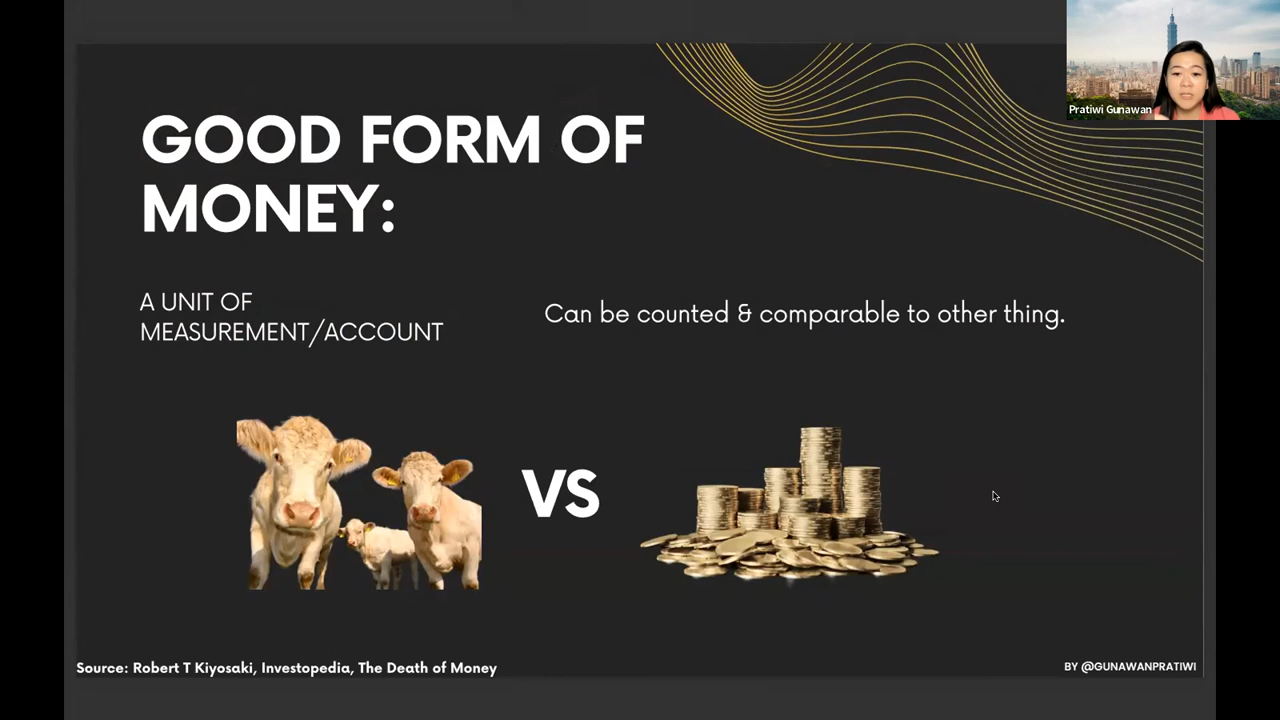 Pratiwi Gunawan
GOOD FORM OF
MONEY:
A UNIT OF
MEASUREMENT/ACCOUNT
Can be counted & comparable to other thing.
VS
Source: Robert T Kiyosaki, Investopedia, The Death of Money
BY @GUNAWANPRATIWI